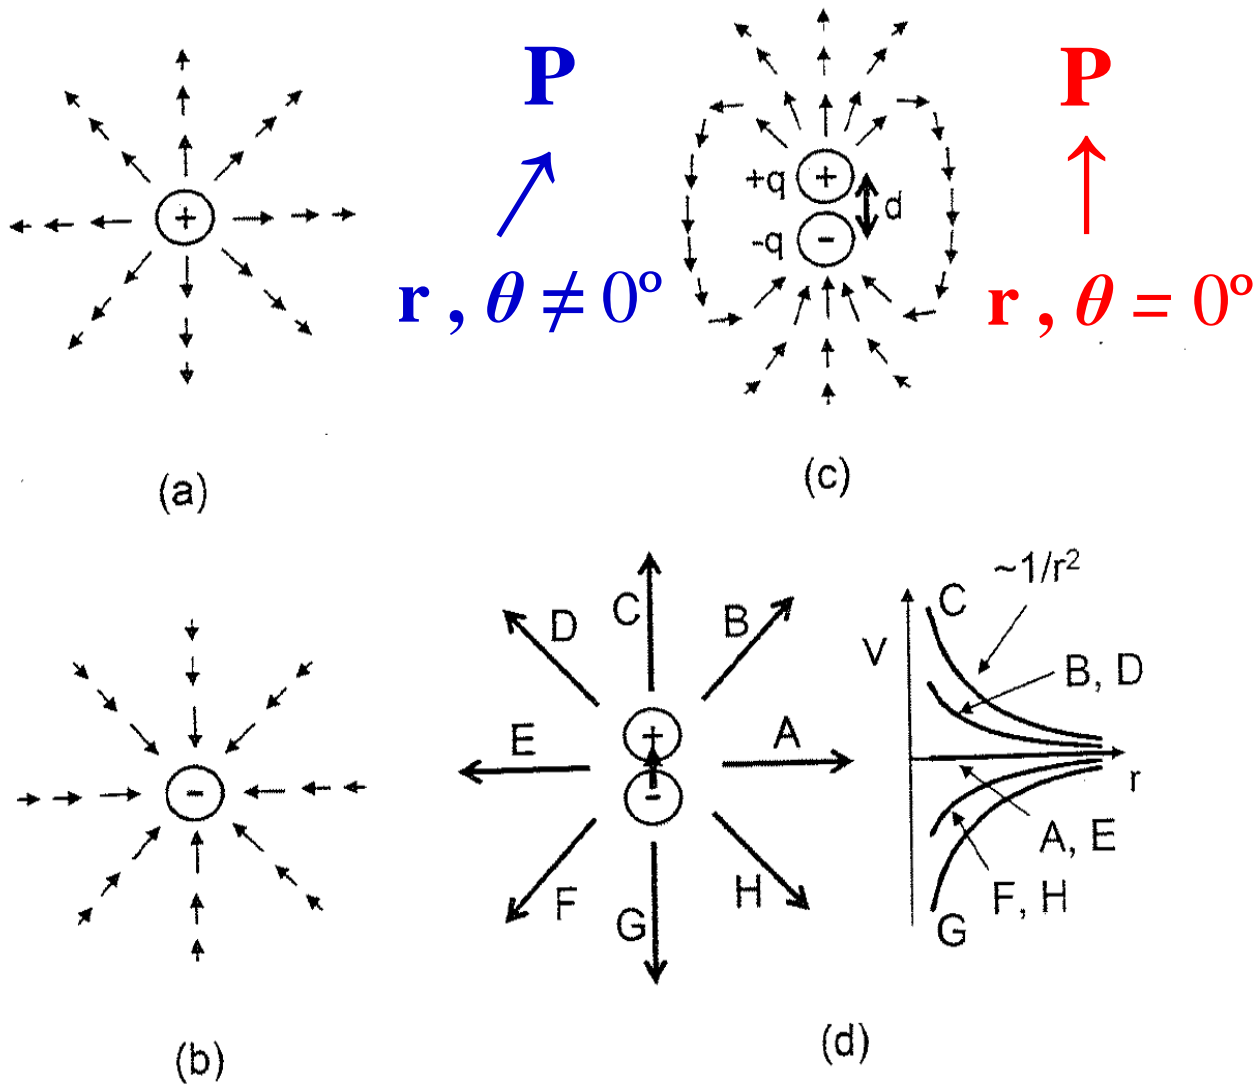 P
r , θ ≠ 0º
+
(a)
+q
+
d
-q
-
(c)
P
r , θ = 0º
-
(b)
D
C
B
E
+
A
-
F
G
H
V
C
~1/r²
B, D
r
A, E
F, H
G
(d)